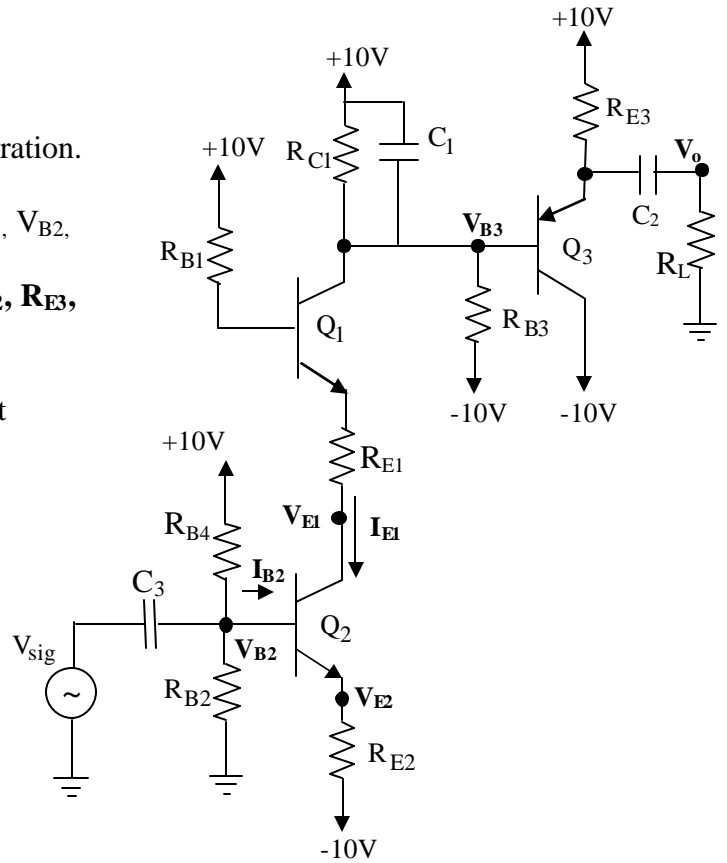 +10V
+10V
R_E3
ration.
+10V
R_C1
C_1
V_o
, V_B2,
V_B3
C_2
R_B1
Q_3
R_L
2, R_E3,
Q_1
R_B3
t
-10V
-10V
+10V
R_E1
V_E1
I_E1
R_B4
C_3
I_B2
Q_2
V_sig
V_B2
~
R_B2
V_E2
R_E2
-10V